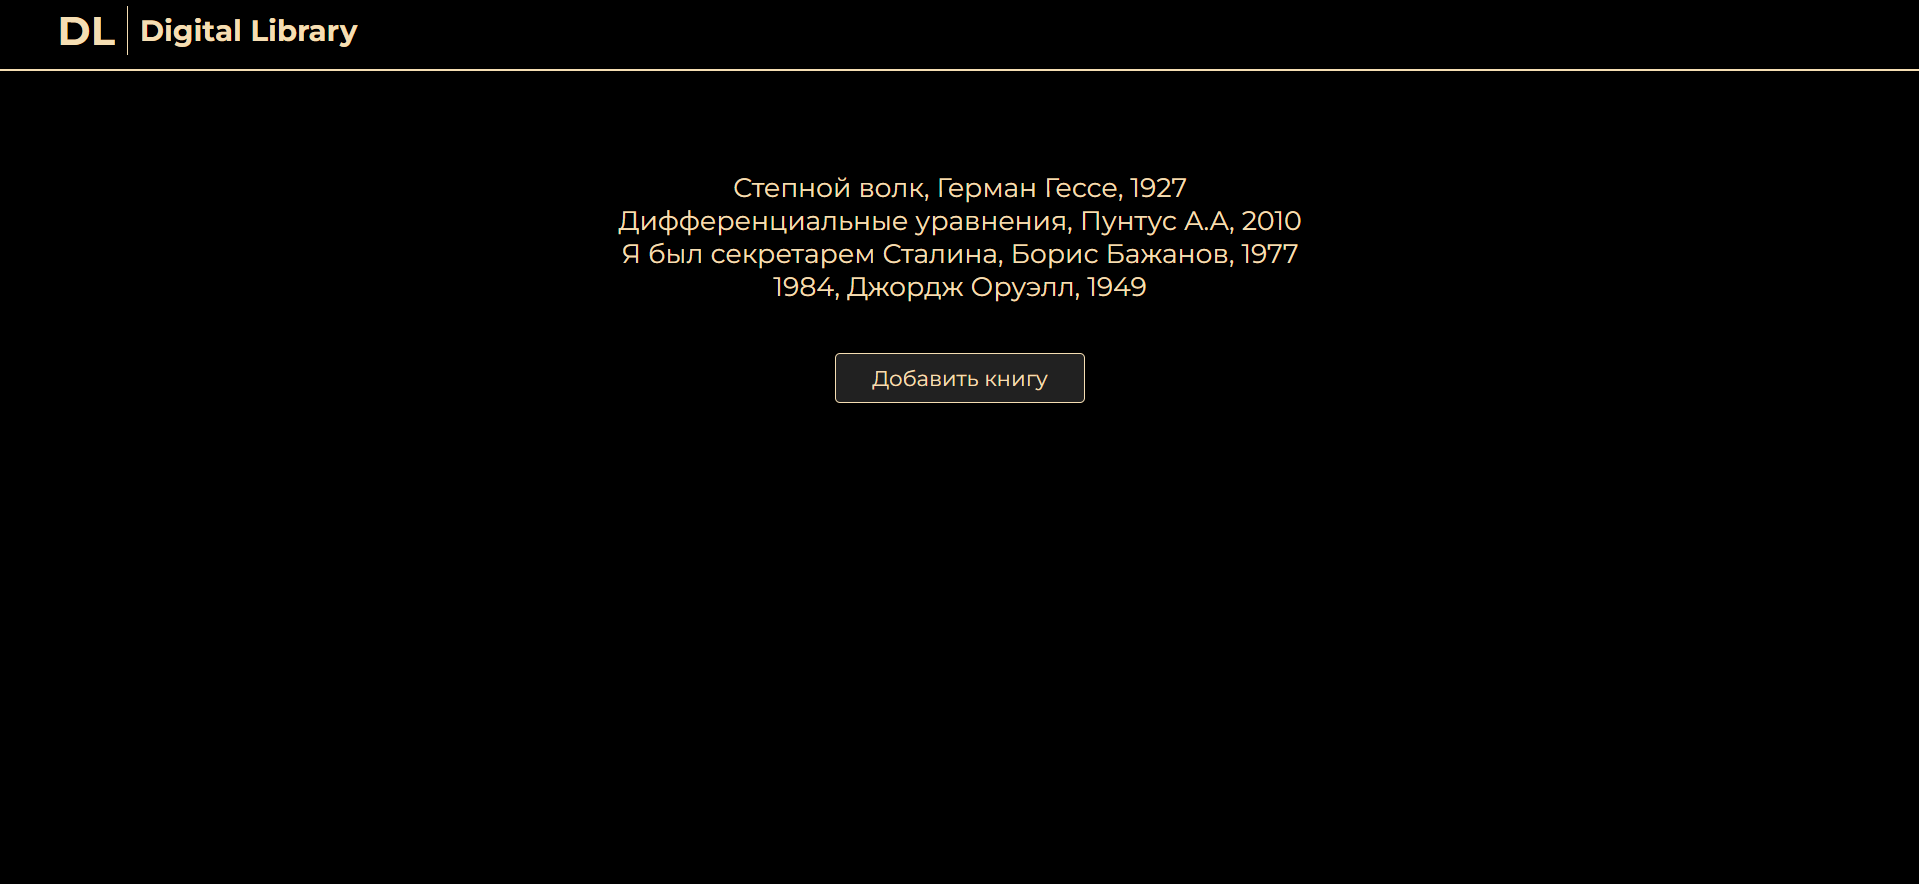 DL Digital Library
Степной волк, Герман Гессе, 1927
Дифференциальные уравнения, Пунтус А.А, 2010
Я был секретарем Сталина, Борис Бажанов, 1977
1984, Джордж Оруэлл, 1949
Добавить книгу